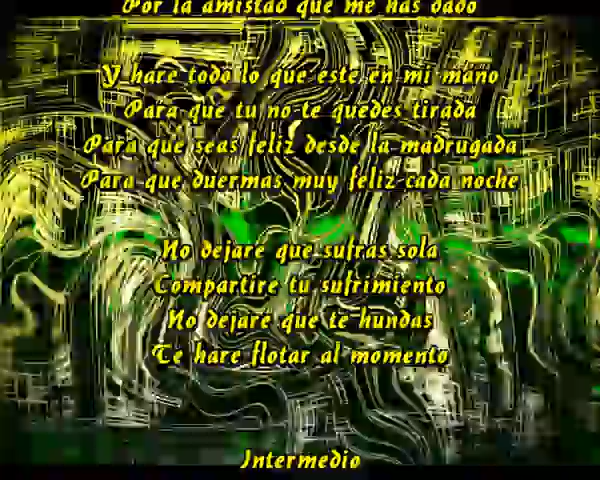 Por la amistad que me has dado
Y hare todo lo que este en mi mano
Para que tu no te quedes tirada
Para que seas feliz desde la madrugada
Para que duermas muy feliz cada noche
No dejare que sufras sola
Compartire tu sufrimiento
No dejare que te hundas
Te hare flotar al momento
Intermedio